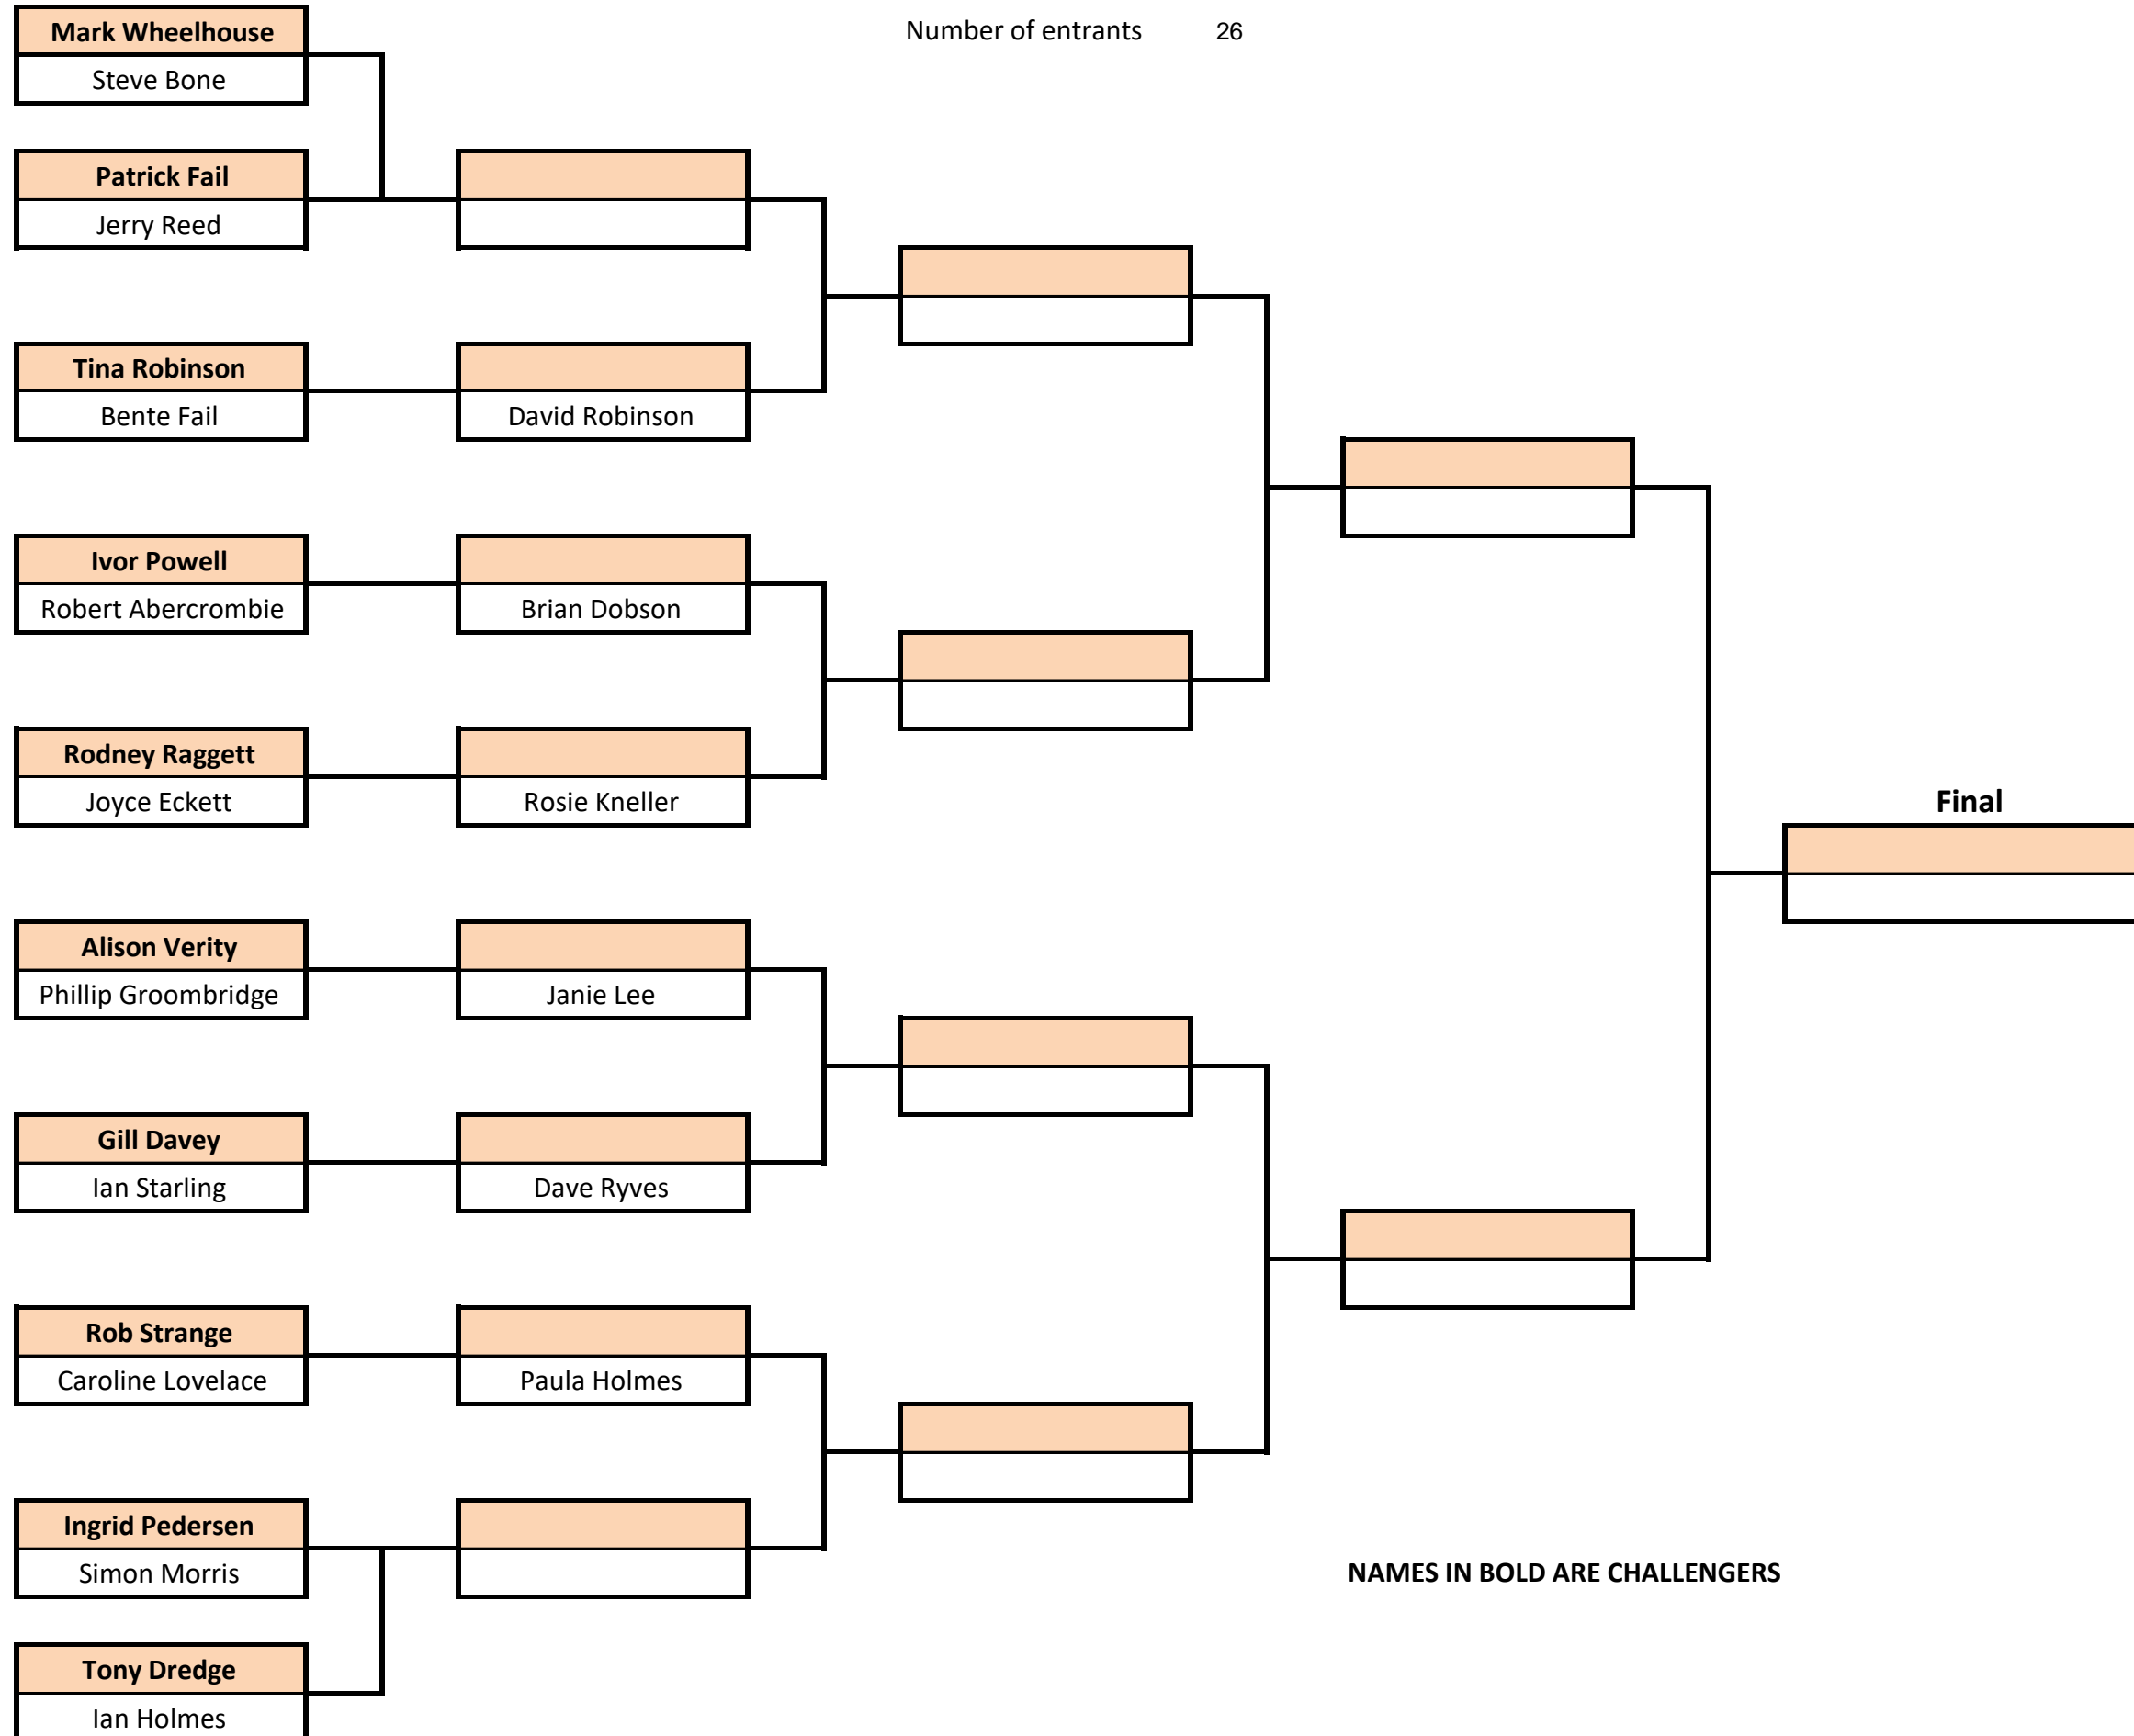 Mark Wheelhouse
Number of entrants 26
Steve Bone
Patrick Fail
Jerry Reed
Tina Robinson
Bente Fail
David Robinson
Ivor Powell
Robert Abercrombie
Brian Dobson
Rodney Raggett
Joyce Eckett
Rosie Kneller
Final
Alison Verity
Phillip Groombridge
Janie Lee
Gill Davey
Ian Starling
Dave Ryves
Rob Strange
Caroline Lovelace
Paula Holmes
Ingrid Pedersen
Simon Morris
NAMES IN BOLD ARE CHALLENGERS
Tony Dredge
Ian Holmes